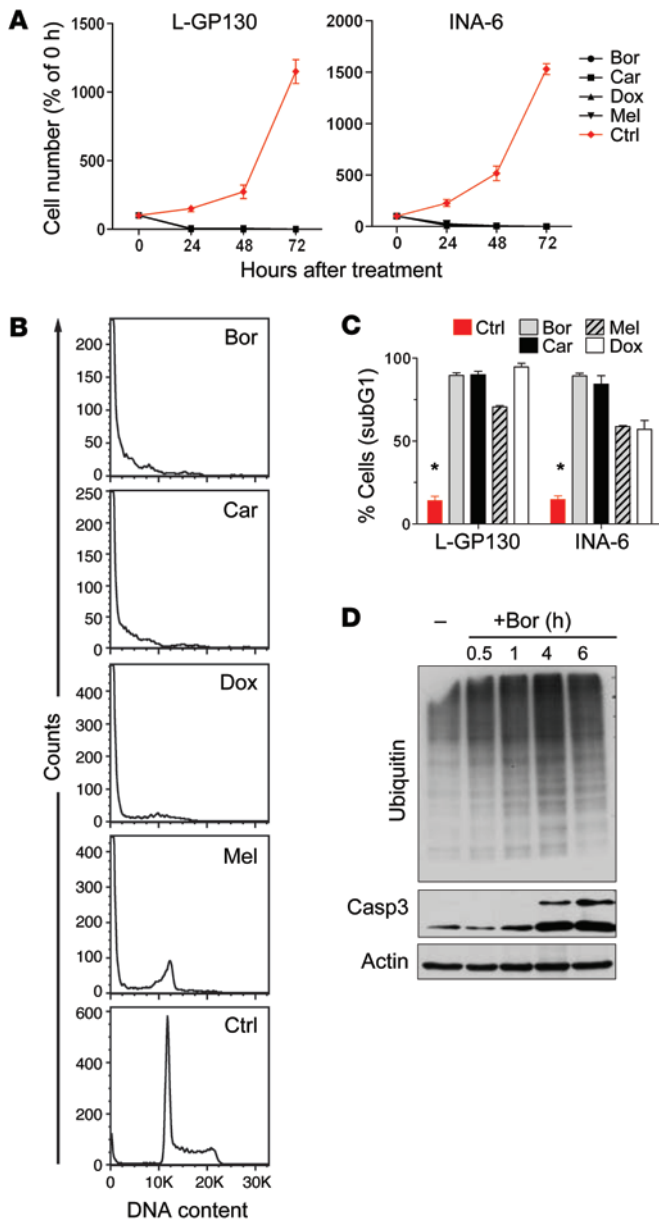 A
L-GP130
INA-6
Cell number (% of 0 h)
1500
1000
500
0
0 24 48 72
2000
1500
1000
500
0
0 24 48 72
Hours after treatment
Bor
Car
Dox
Mel
Ctrl
B
Counts
Bor
200
150
100
50
0
Car
250
200
150
100
50
0
Dox
400
300
200
100
0
Mel
400
300
200
100
0
Ctrl
600
400
200
0
0 10K 20K 30K
DNA content
C
Ctrl Bor Mel
Car Dox
% Cells (subG1)
100
50
0
* *
L-GP130 INA-6
D
– +Bor (h)
0.5 1 4 6
Ubiquitin
Casp3
Actin